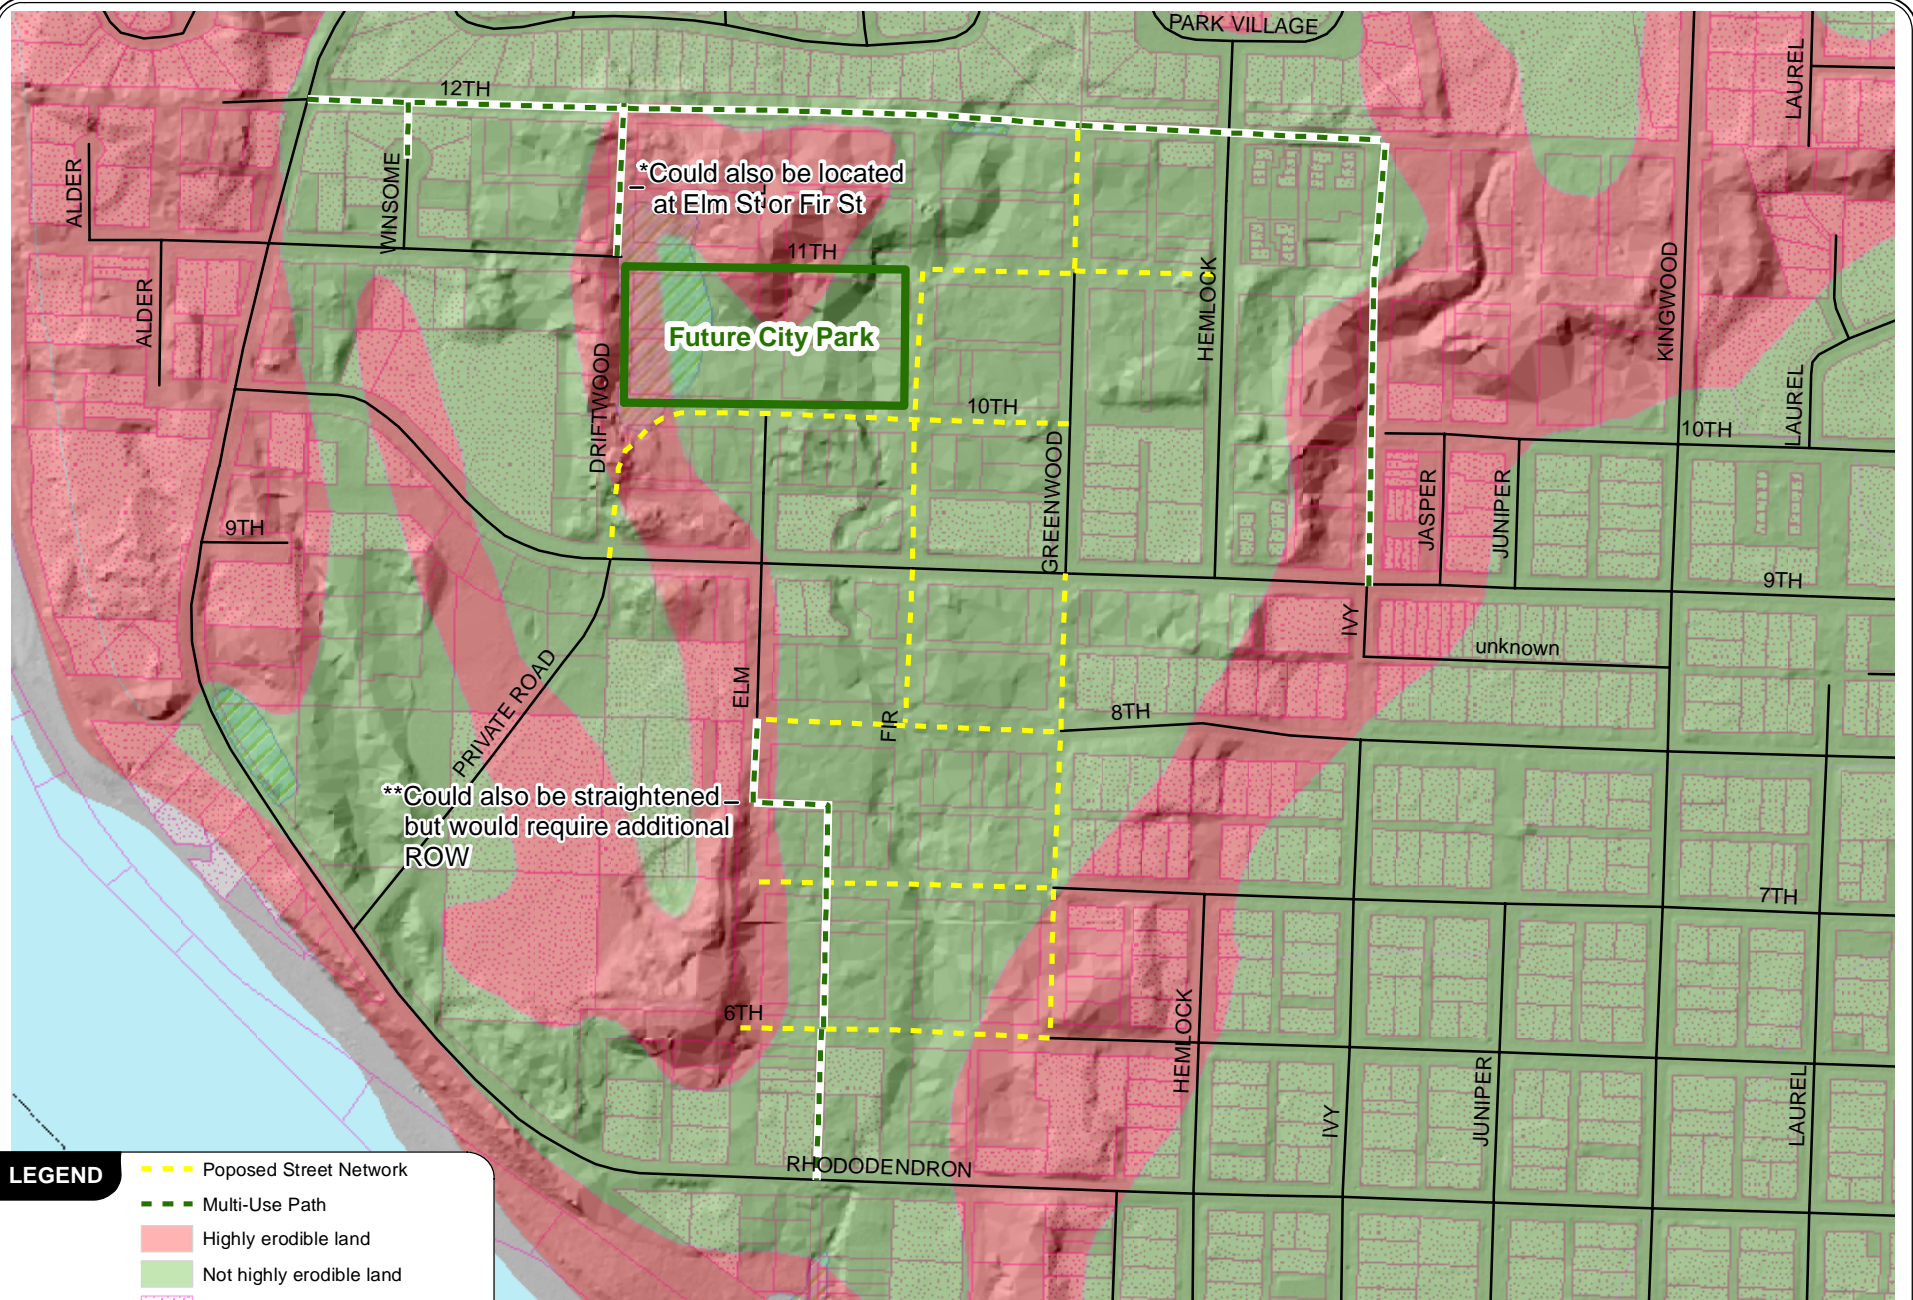 PARK VILLAGE
LAUREL
12TH
ALDER
WINSOME
*Could also be located
at Elm St or Fir St
11TH
ALDER
HEMLOCK
KINGWOOD
Future City Park
DRIFTWOOD
10TH
LAUREL
10TH
GREENWOOD
JASPER
JUNIPER
9TH
9TH
IVY
unknown
PRIVATE ROAD
ELM
FIR
8TH
**Could also be straightened
but would require additional
ROW
7TH
6TH
HEMLOCK
IVY
JUNIPER
LAUREL
RHODODENDRON
LEGEND
Poposed Street Network
Multi-Use Path
Highly erodible land
Not highly erodible land